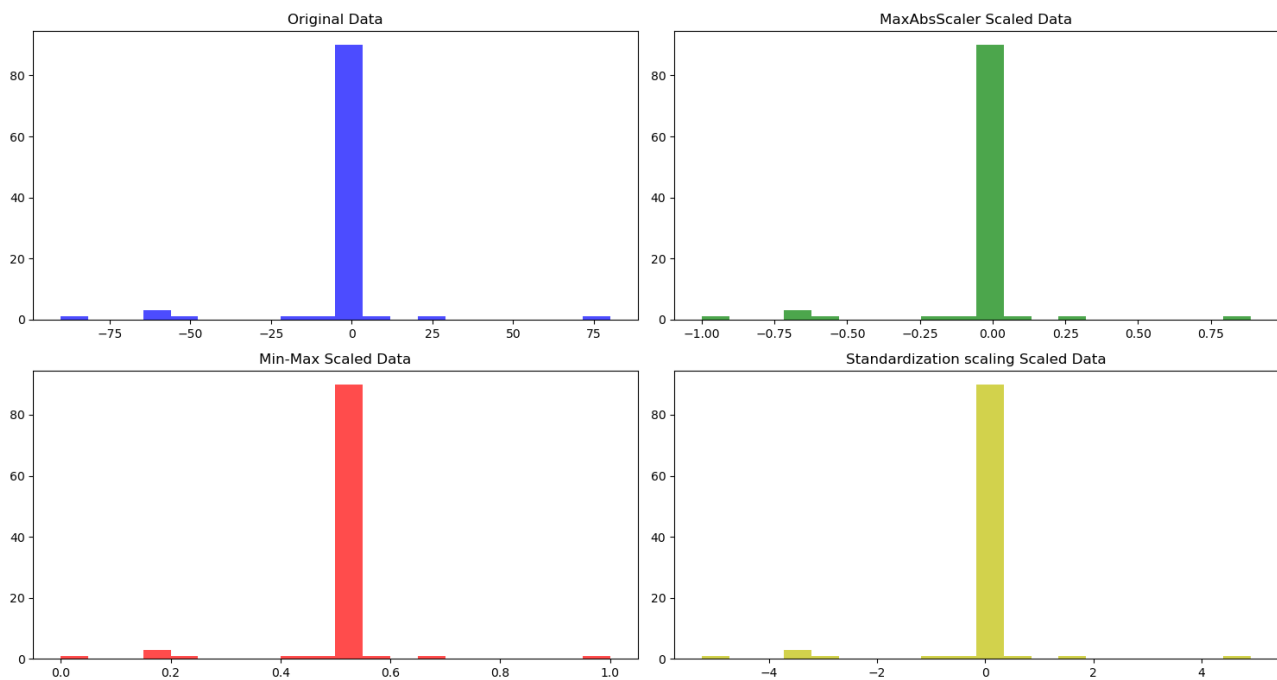 Original Data
80
60
40
20
0
−75 −50 −25 0 25 50 75
MaxAbsScaler Scaled Data
80
60
40
20
0
−1.00 −0.75 −0.50 −0.25 0.00 0.25 0.50 0.75
Min-Max Scaled Data
80
60
40
20
0
0.0 0.2 0.4 0.6 0.8 1.0
Standardization scaling Scaled Data
80
60
40
20
0
−4 −2 0 2 4